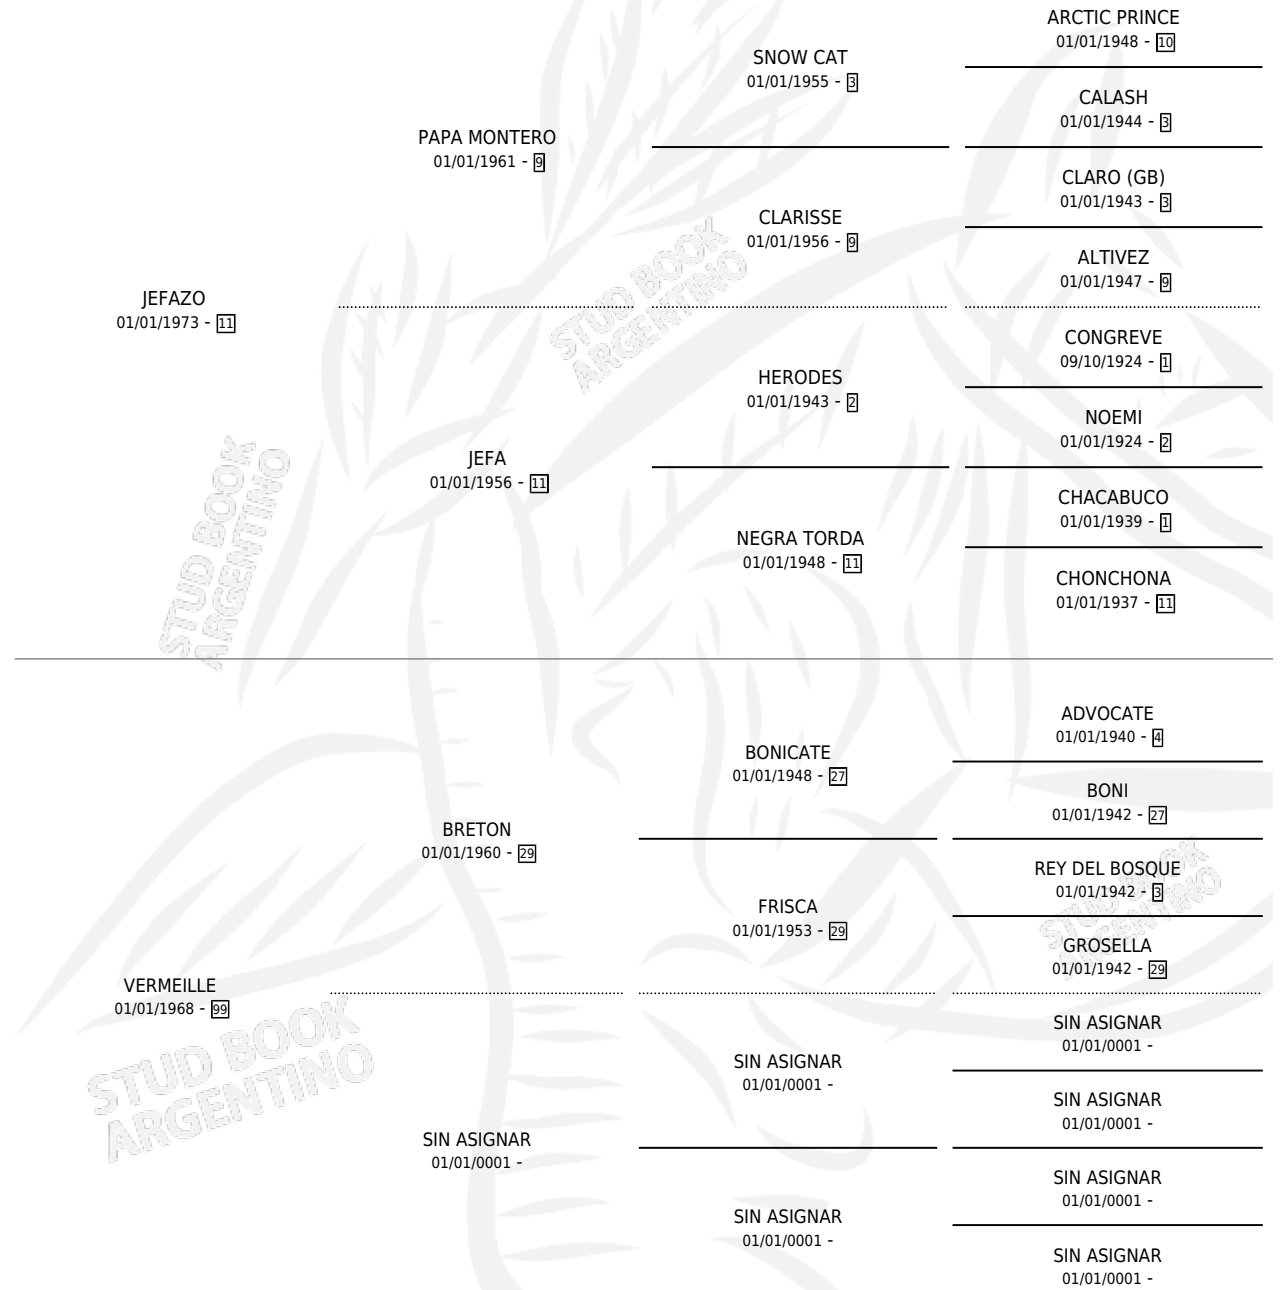 ARCTIC PRINCE
01/01/1948 - 10
SNOW CAT
01/01/1955 - 3
CALASH
01/01/1944 - 3
PAPA MONTERO
01/01/1961 - 9
CLARO (GB)
01/01/1943 - 3
CLARISSE
01/01/1956 - 9
ALTIVEZ
01/01/1947 - 9
JEFAZO
01/01/1973 - 11
CONGREVE
09/10/1924 - 1
HERODES
01/01/1943 - 2
NOEMI
01/01/1924 - 2
JEFA
01/01/1956 - 11
CHACABUCO
01/01/1939 - 1
NEGRA TORDA
01/01/1948 - 11
CHONCHONA
01/01/1937 - 11
STUD BOOK
ARGENTINO
STUD BOOK
ARGENTINO
ADVOCATE
01/01/1940 - 4
BONICATE
01/01/1948 - 27
BONI
01/01/1942 - 27
BRETON
01/01/1960 - 29
REY DEL BOSQUE
01/01/1942 - 3
FRISCA
01/01/1953 - 29
GROSELLA
01/01/1942 - 29
VERMEILLE
01/01/1968 - 99
SIN ASIGNAR
01/01/0001 -
SIN ASIGNAR
01/01/0001 -
SIN ASIGNAR
01/01/0001 -
SIN ASIGNAR
01/01/0001 -
SIN ASIGNAR
01/01/0001 -
SIN ASIGNAR
01/01/0001 -
SIN ASIGNAR
01/01/0001 -
STUD BOOK
ARGENTINO
STUD BOOK
ARGENTINO